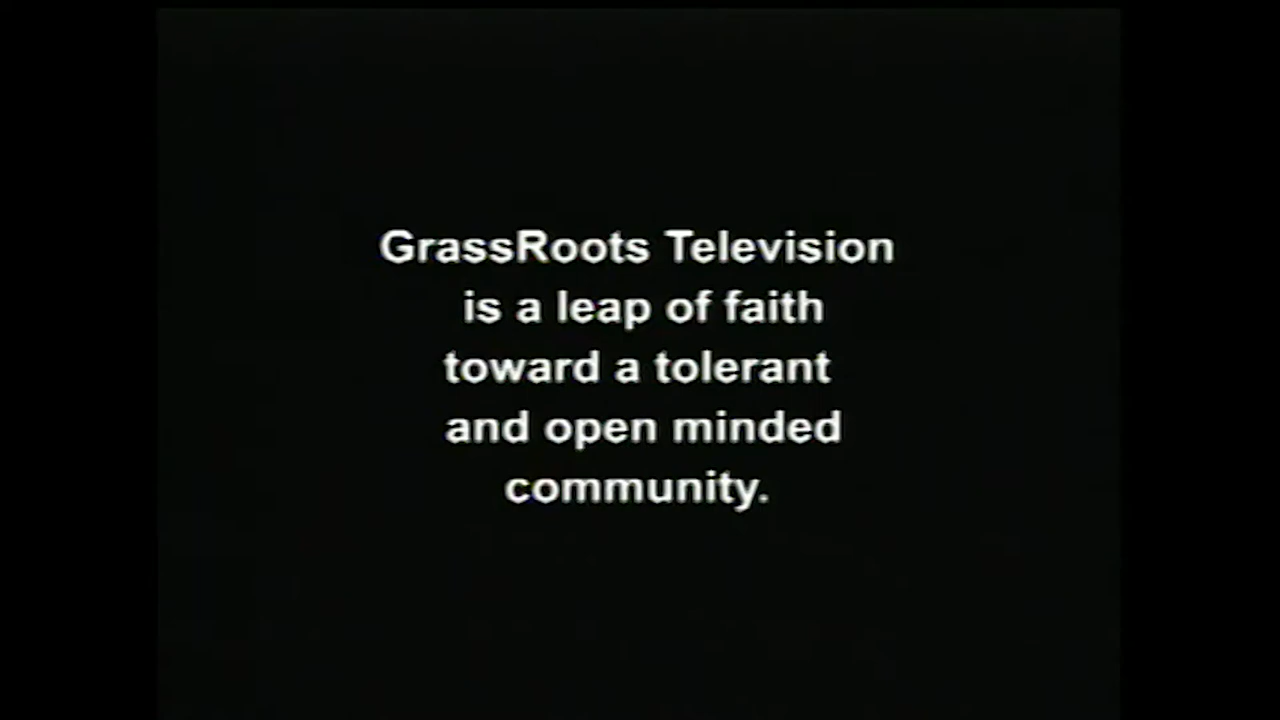 GrassRoots Television
is a leap of faith
toward a tolerant
and open minded
community.